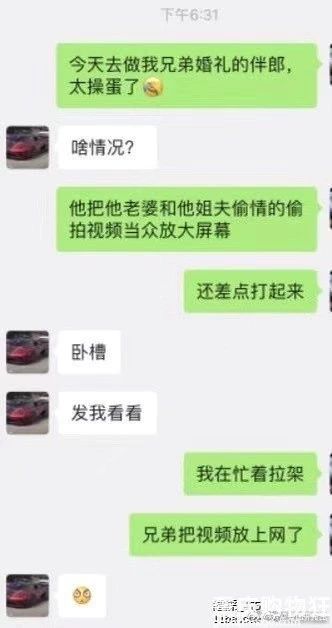 下午6:31
今天去做我兄弟婚礼的伴郎，
太操蛋了
啥情况？
他把他老婆和他姐夫偷情的偷
拍视频当众放大屏幕
还差点打起来
卧槽
发我看看
我在忙着拉架
兄弟把视频放上网了